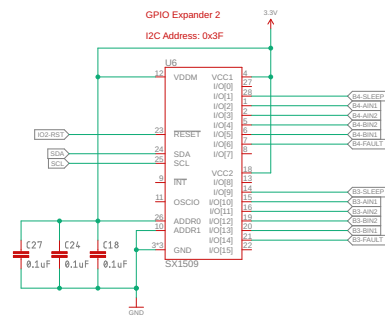 GPIO Expander 2
3.3V
I2C Address: 0x3F
U6
12 VDDM VCC1 4
I/O[0] 27
I/O[1] 28 B4-SLEEP
I/O[2] 1 B4-AIN1
I/O[3] 2 B4-AIN2
I/O[4] 5 B4-BIN2
IO2-RST 23 RESET I/O[5] 6 B4-BIN1
I/O[6] 7 B4-FAULT
SDA 24 SDA I/O[7] 8
SCL 25 SCL
VCC2 18
9 INT I/O[8] 13
I/O[9] 14 B3-SLEEP
11 OSCIO I/O[10] 15 B3-AIN1
I/O[11] 16 B3-AIN2
26 ADDR0 I/O[12] 19 B3-BIN2
10 ADDR1 I/O[13] 20 B3-BIN1
I/O[14] 21 B3-FAULT
3*3 GND I/O[15] 22
SX1509
C27 C24 C18
0.1uF 0.1uF 0.1uF
GND